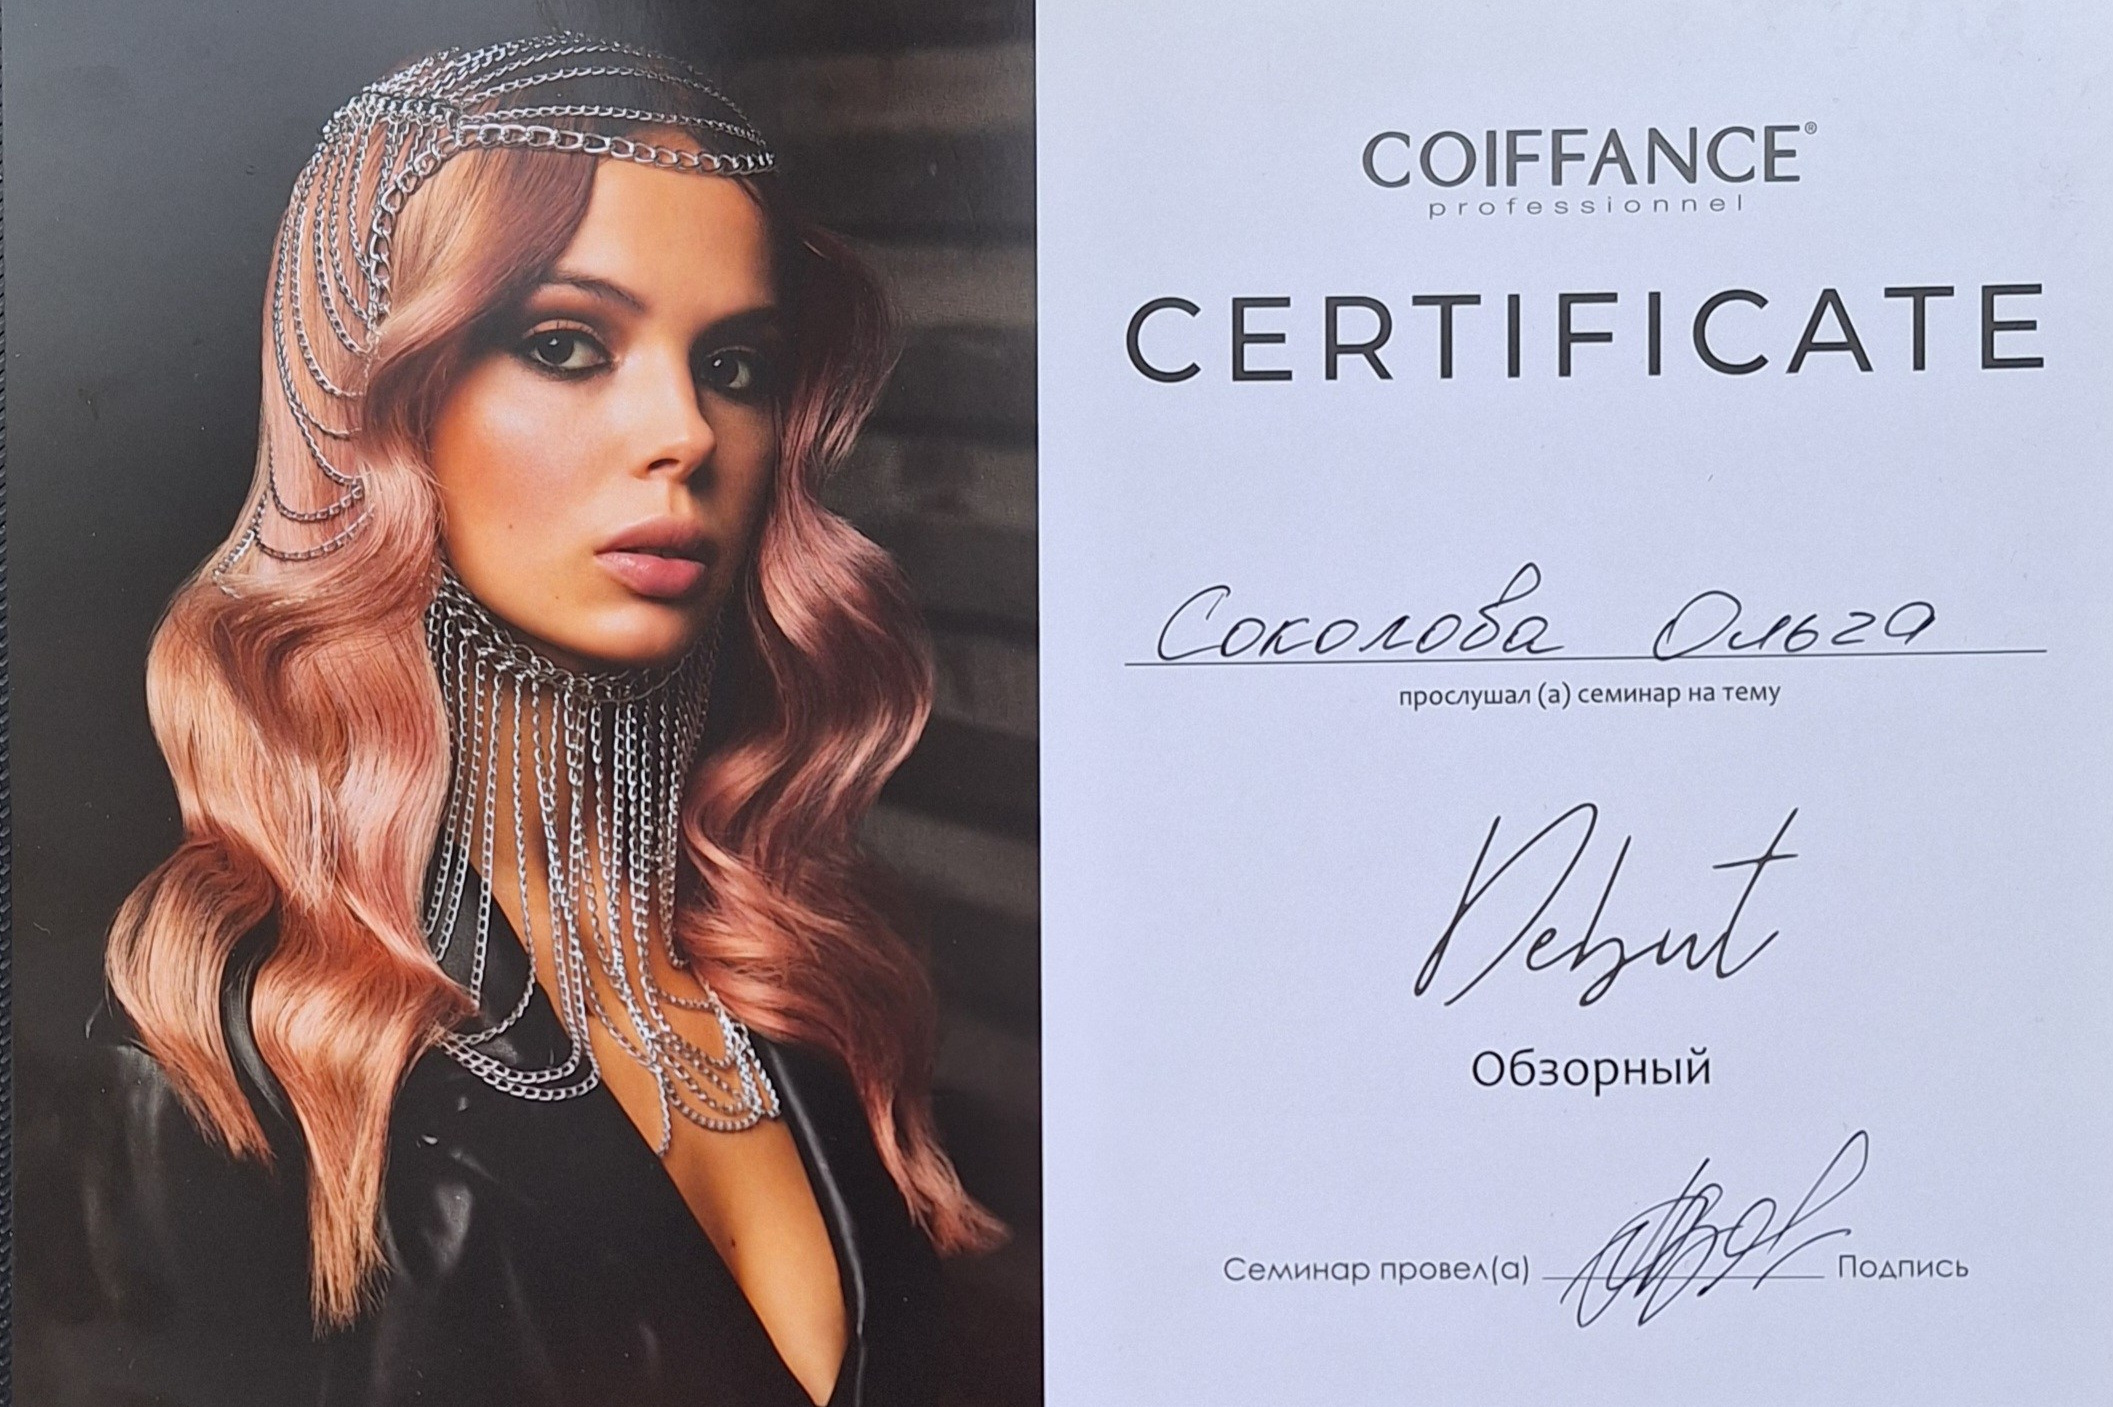 COIFFANCE®
professionnel
CERTIFICATE
Соколова Ольга
прослушал (а) семинар на тему
Debut
Обзорный
Семинар провел(а) Подпись